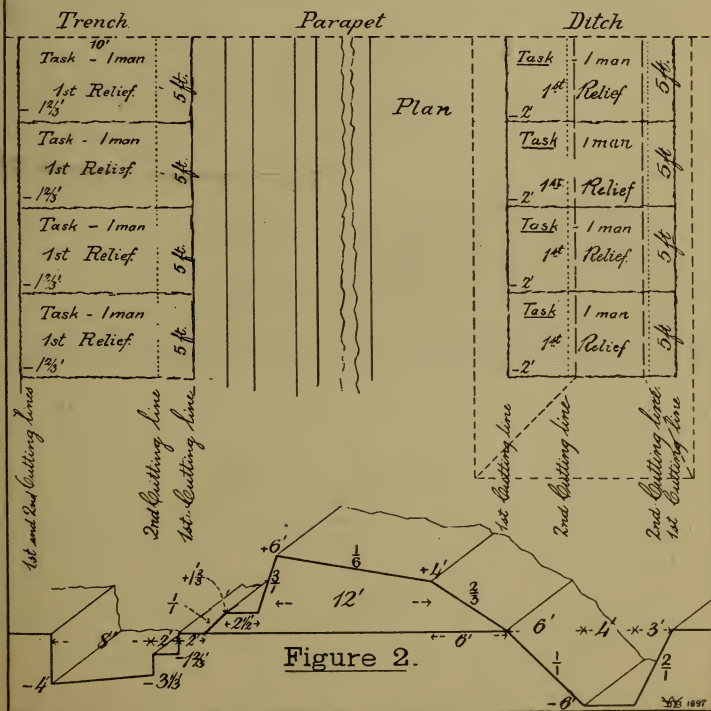 Trench Parapet Ditch
10'
Task - 1 man
1st Relief
5 ft.
- 1⅔'
Task - 1 man
1st Relief
5 ft.
- 1⅔'
Task - 1 man
1st Relief
5 ft.
- 1⅔'
Task - 1 man
1st Relief
5 ft.
- 1⅔'
Plan
Task - 1 man
1st Relief
5 ft.
- 2'
Task 1 man
1st Relief
5 ft.
- 2'
Task - 1 man
1st Relief
5 ft.
- 2'
Task 1 man
1st Relief
5 ft.
- 2'
1st and 2nd Cutting lines
2nd Cutting line
1st Cutting line
1st Cutting line
2nd Cutting line
2nd Cutting line
1st Cutting line
+6'
1/6
+4'
+1⅔'
3/1
2/3
1/1
12'
2½'
8'
2'
2'
6'
6'
4'
3'
-1⅔'
-4'
-3⅓'
1/1
2/1
-6'
Figure 2.
1897